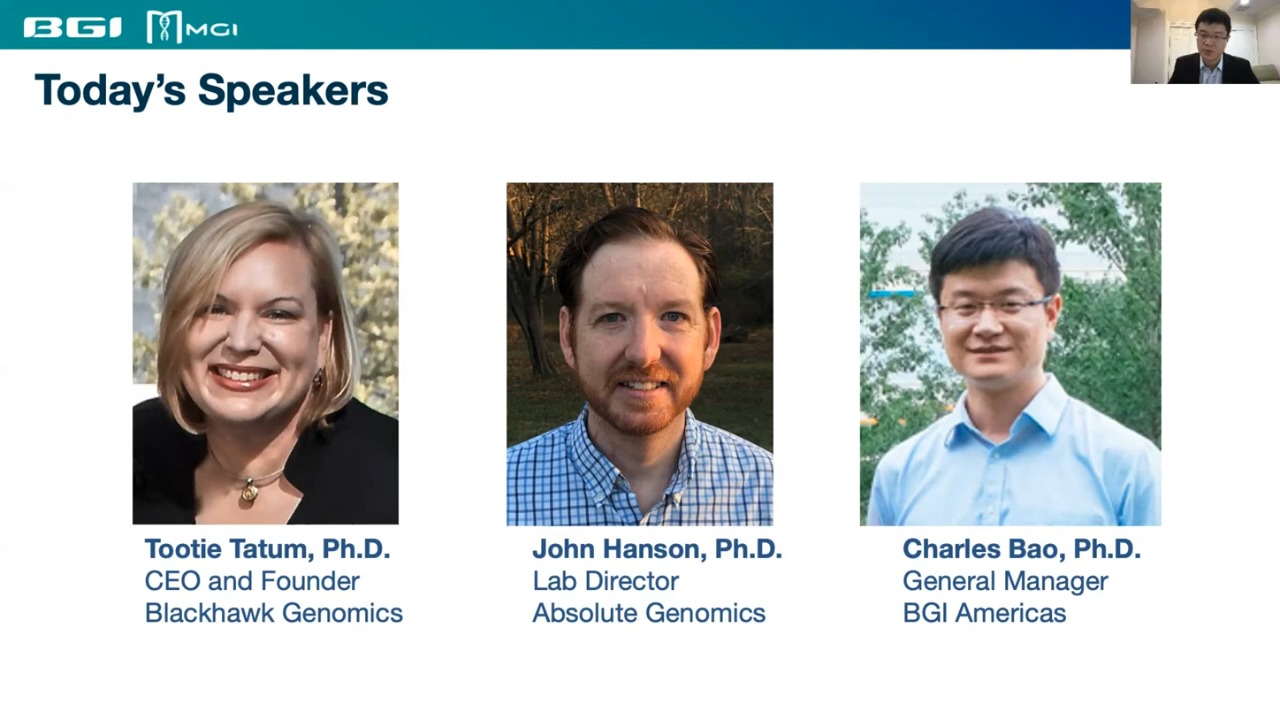 BGI MGI
Today's Speakers
Tootie Tatum, Ph.D.
CEO and Founder
Blackhawk Genomics
John Hanson, Ph.D.
Lab Director
Absolute Genomics
Charles Bao, Ph.D.
General Manager
BGI Americas